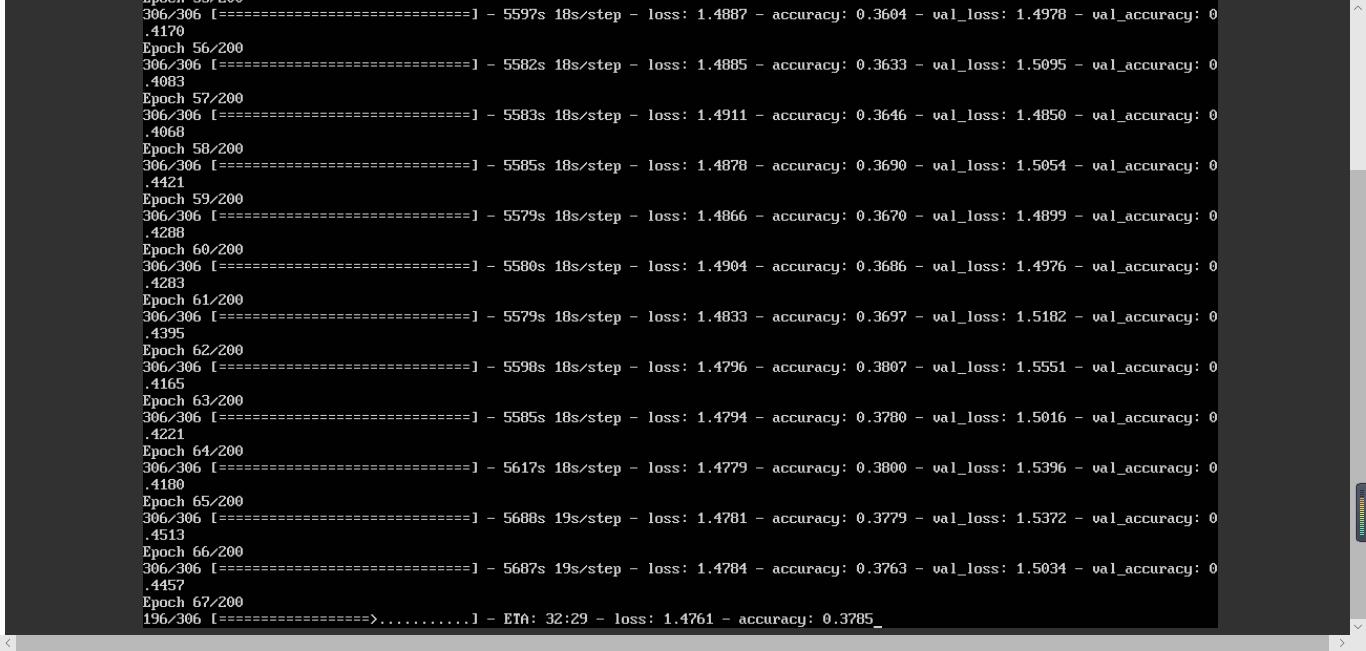 Epoch 55/200
306/306 [==============================] - 5597s 18s/step - loss: 1.4887 - accuracy: 0.3604 - val_loss: 1.4978 - val_accuracy: 0
.4170
Epoch 56/200
306/306 [==============================] - 5582s 18s/step - loss: 1.4885 - accuracy: 0.3633 - val_loss: 1.5095 - val_accuracy: 0
.4083
Epoch 57/200
306/306 [==============================] - 5583s 18s/step - loss: 1.4911 - accuracy: 0.3646 - val_loss: 1.4850 - val_accuracy: 0
.4068
Epoch 58/200
306/306 [==============================] - 5585s 18s/step - loss: 1.4878 - accuracy: 0.3690 - val_loss: 1.5054 - val_accuracy: 0
.4421
Epoch 59/200
306/306 [==============================] - 5579s 18s/step - loss: 1.4866 - accuracy: 0.3670 - val_loss: 1.4899 - val_accuracy: 0
.4288
Epoch 60/200
306/306 [==============================] - 5580s 18s/step - loss: 1.4904 - accuracy: 0.3686 - val_loss: 1.4976 - val_accuracy: 0
.4283
Epoch 61/200
306/306 [==============================] - 5579s 18s/step - loss: 1.4833 - accuracy: 0.3697 - val_loss: 1.5182 - val_accuracy: 0
.4395
Epoch 62/200
306/306 [==============================] - 5598s 18s/step - loss: 1.4796 - accuracy: 0.3807 - val_loss: 1.5551 - val_accuracy: 0
.4165
Epoch 63/200
306/306 [==============================] - 5585s 18s/step - loss: 1.4794 - accuracy: 0.3780 - val_loss: 1.5016 - val_accuracy: 0
.4221
Epoch 64/200
306/306 [==============================] - 5617s 18s/step - loss: 1.4779 - accuracy: 0.3800 - val_loss: 1.5396 - val_accuracy: 0
.4180
Epoch 65/200
306/306 [==============================] - 5688s 19s/step - loss: 1.4781 - accuracy: 0.3779 - val_loss: 1.5372 - val_accuracy: 0
.4513
Epoch 66/200
306/306 [==============================] - 5687s 19s/step - loss: 1.4784 - accuracy: 0.3763 - val_loss: 1.5034 - val_accuracy: 0
.4457
Epoch 67/200
196/306 [==================>...........] - ETA: 32:29 - loss: 1.4761 - accuracy: 0.3785_